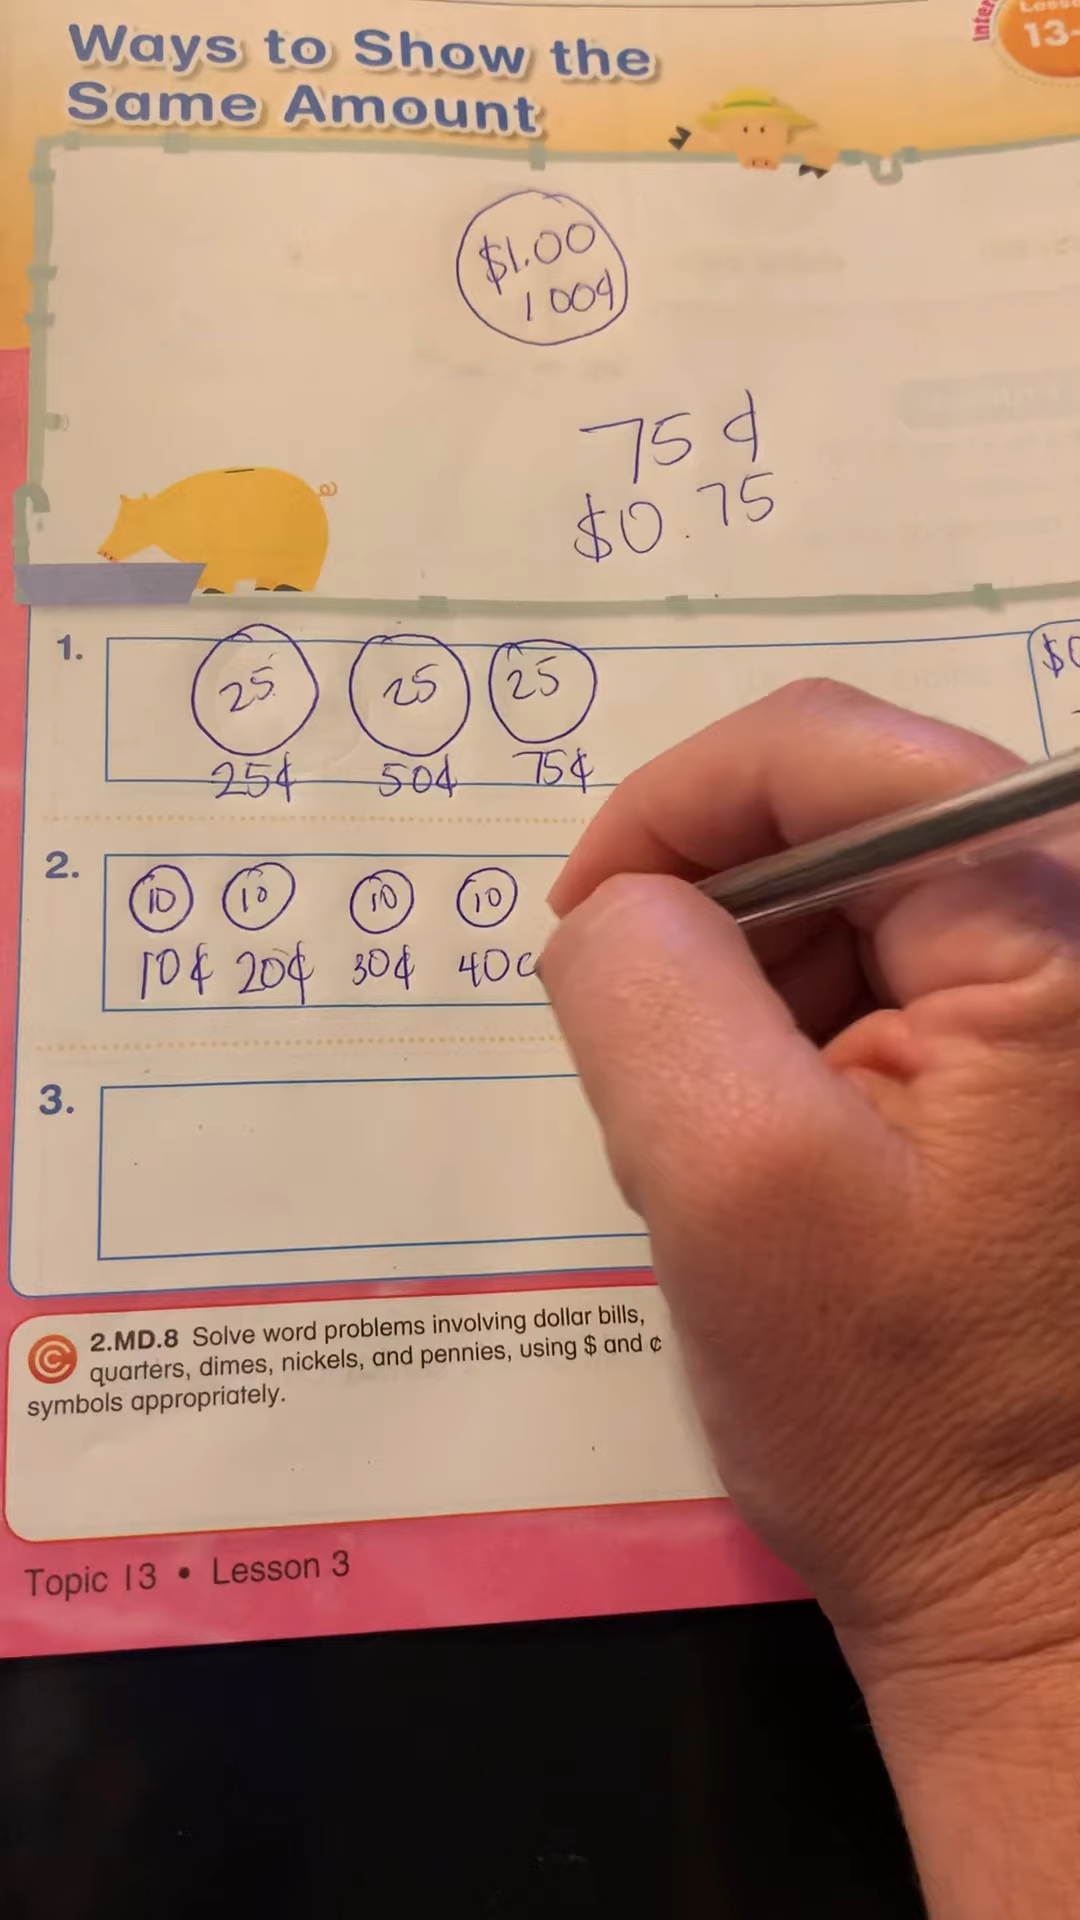 Ways to Show the
Same Amount
13-
$1.00
100¢
75¢
$0.75
1.
25 25 25
25¢ 50¢ 75¢
2.
10 10 10 10
10¢ 20¢ 30¢ 40c
3.
2.MD.8 Solve word problems involving dollar bills,
quarters, dimes, nickels, and pennies, using $ and ¢
symbols appropriately.
Topic 13 • Lesson 3